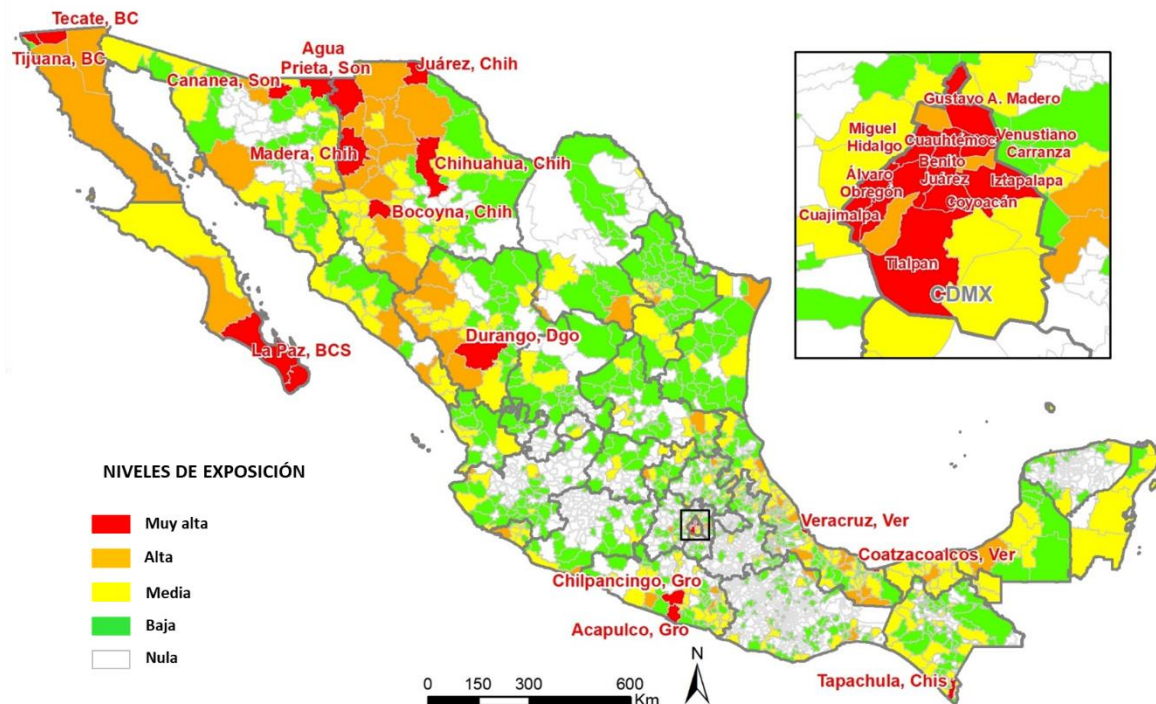 Tecate, BC
Tijuana, BC
Agua
Prieta, Son
Juárez, Chih
Cananea, Son
Madera, Chih
Chihuahua, Chih
Bocoyna, Chih
Durango, Dgo
La Paz, BCS
Gustavo A. Madero
Miguel
Hidalgo
Cuauhtémoc
Venustiano
Carranza
Benito
Juárez
Álvaro
Obregón
Iztapalapa
Coyoacán
Cuajimalpa
Tlalpan
CDMX
NIVELES DE EXPOSICIÓN
Muy alta
Alta
Media
Baja
Nula
Veracruz, Ver
Coatzacoalcos, Ver
Chilpancingo, Gro
Acapulco, Gro
Tapachula, Chis
N
0 150 300 600
Km